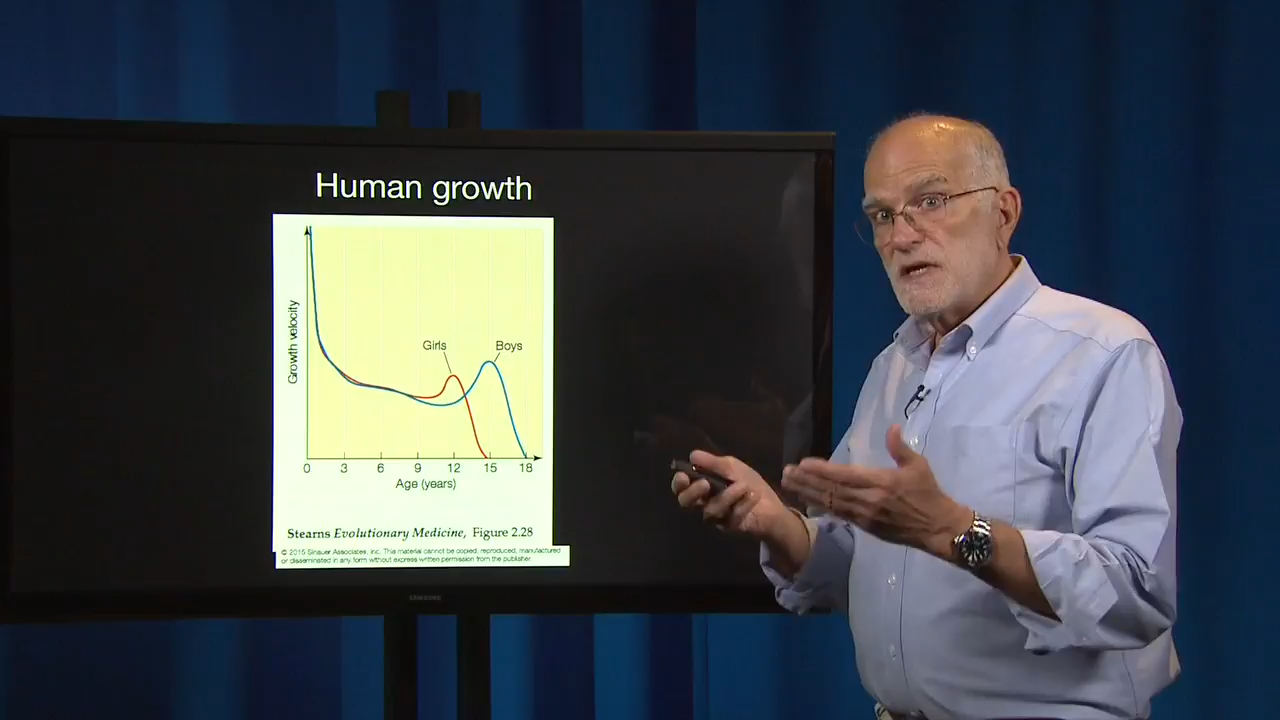 Human growth
Growth velocity
Girls
Boys
0 3 6 9 12 15 18
Age (years)
Stearns Evolutionary Medicine, Figure 2.28
© 2015 Sinauer Associates, Inc. This material cannot be copied, reproduced, manufactured
or disseminated in any form without express written permission from the publisher.
SAMSUNG